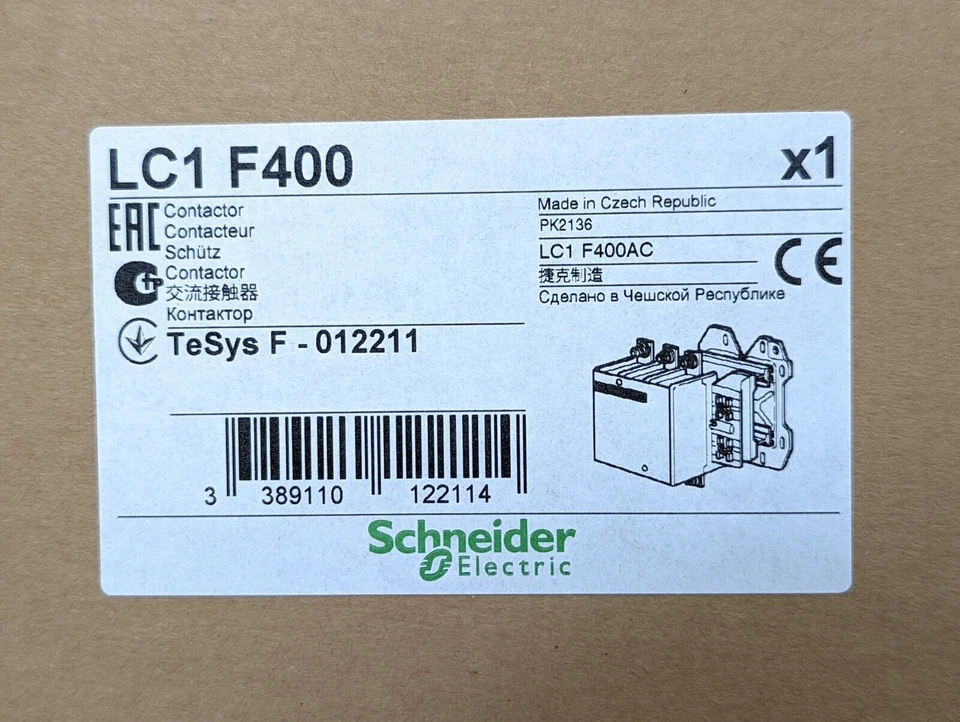 LC1 F400
x1
EAC
Contactor
Contacteur
Schütz
Contactor
交流接触器
Контактор
Made in Czech Republic
PK2136
LC1 F400AC
捷克制造
Сделано в Чешской Республике
CE
TeSys F - 012211
3 389110 122114
Schneider
Electric